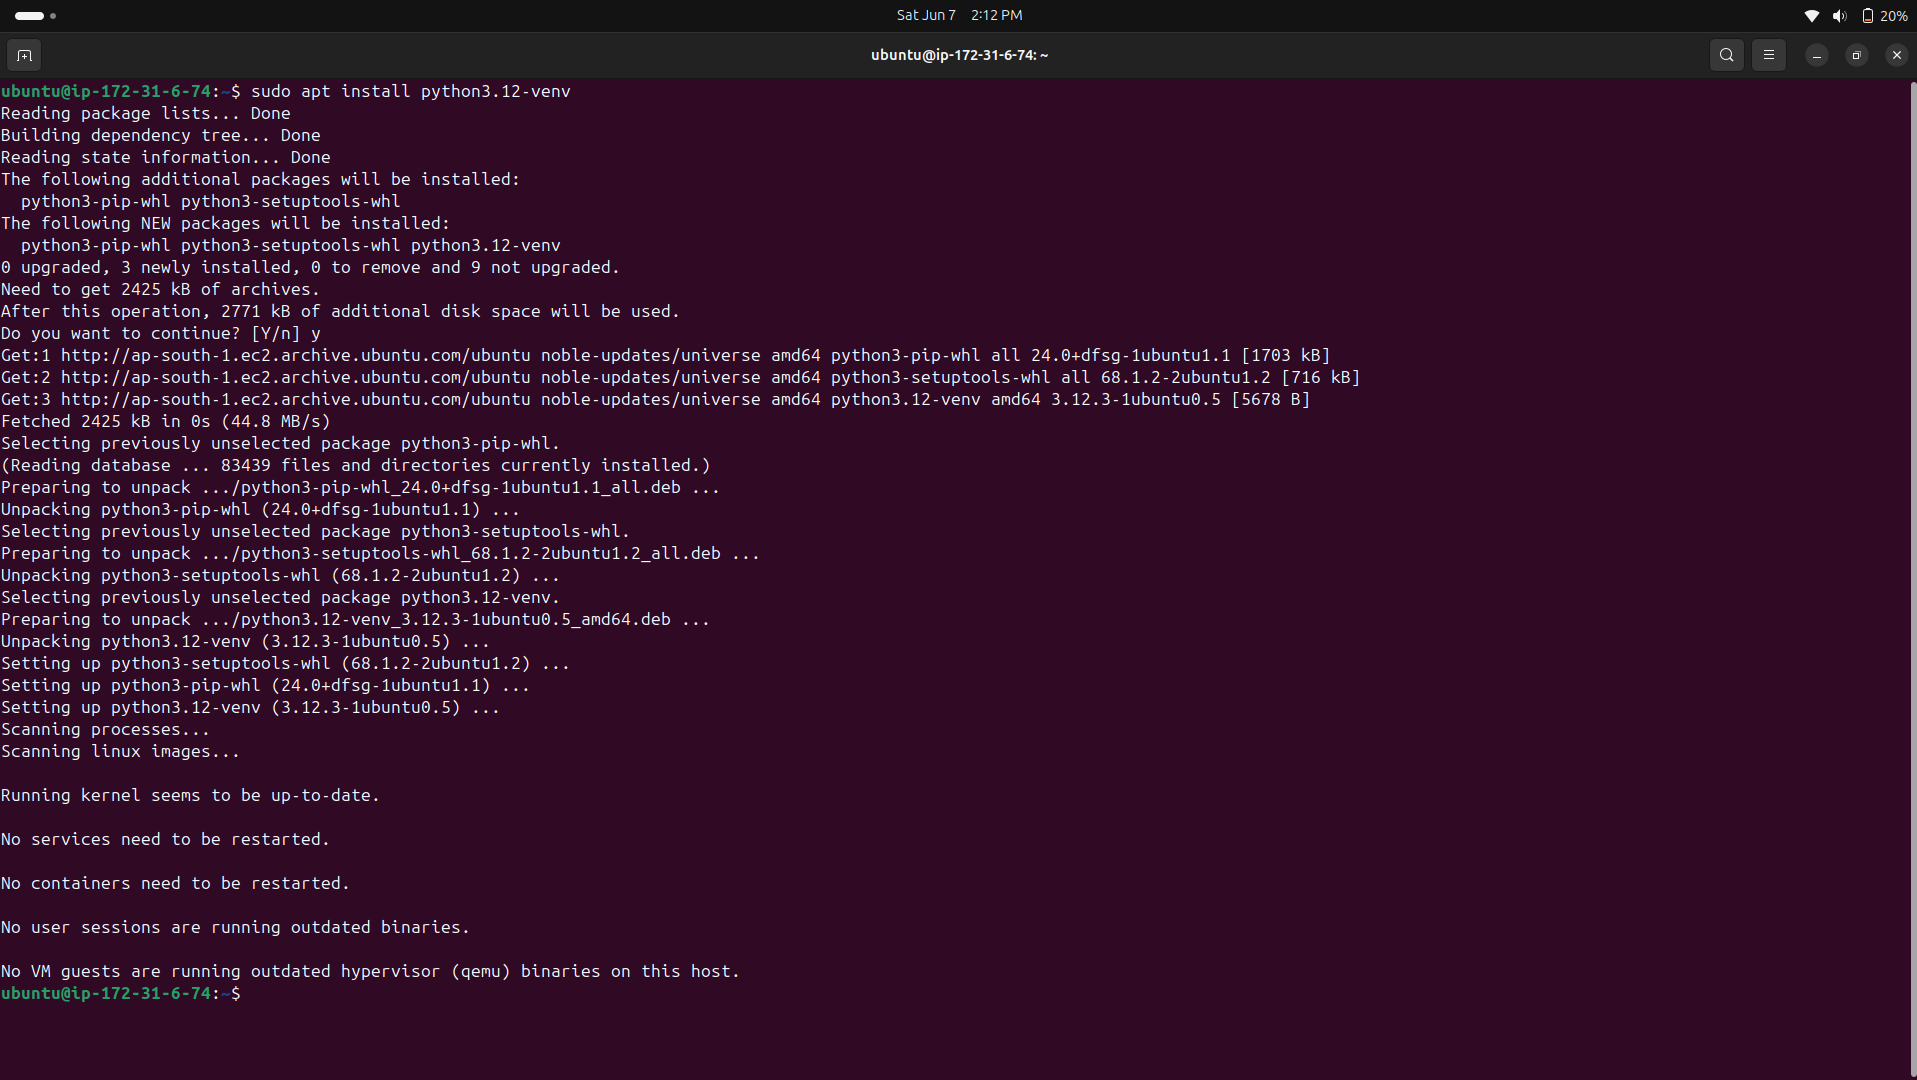 Sat Jun 7 2:12 PM
20%
ubuntu@ip-172-31-6-74: ~
ubuntu@ip-172-31-6-74:~$ sudo apt install python3.12-venv
Reading package lists... Done
Building dependency tree... Done
Reading state information... Done
The following additional packages will be installed:
  python3-pip-whl python3-setuptools-whl
The following NEW packages will be installed:
  python3-pip-whl python3-setuptools-whl python3.12-venv
0 upgraded, 3 newly installed, 0 to remove and 9 not upgraded.
Need to get 2425 kB of archives.
After this operation, 2771 kB of additional disk space will be used.
Do you want to continue? [Y/n] y
Get:1 http://ap-south-1.ec2.archive.ubuntu.com/ubuntu noble-updates/universe amd64 python3-pip-whl all 24.0+dfsg-1ubuntu1.1 [1703 kB]
Get:2 http://ap-south-1.ec2.archive.ubuntu.com/ubuntu noble-updates/universe amd64 python3-setuptools-whl all 68.1.2-2ubuntu1.2 [716 kB]
Get:3 http://ap-south-1.ec2.archive.ubuntu.com/ubuntu noble-updates/universe amd64 python3.12-venv amd64 3.12.3-1ubuntu0.5 [5678 B]
Fetched 2425 kB in 0s (44.8 MB/s)
Selecting previously unselected package python3-pip-whl.
(Reading database ... 83439 files and directories currently installed.)
Preparing to unpack .../python3-pip-whl_24.0+dfsg-1ubuntu1.1_all.deb ...
Unpacking python3-pip-whl (24.0+dfsg-1ubuntu1.1) ...
Selecting previously unselected package python3-setuptools-whl.
Preparing to unpack .../python3-setuptools-whl_68.1.2-2ubuntu1.2_all.deb ...
Unpacking python3-setuptools-whl (68.1.2-2ubuntu1.2) ...
Selecting previously unselected package python3.12-venv.
Preparing to unpack .../python3.12-venv_3.12.3-1ubuntu0.5_amd64.deb ...
Unpacking python3.12-venv (3.12.3-1ubuntu0.5) ...
Setting up python3-setuptools-whl (68.1.2-2ubuntu1.2) ...
Setting up python3-pip-whl (24.0+dfsg-1ubuntu1.1) ...
Setting up python3.12-venv (3.12.3-1ubuntu0.5) ...
Scanning processes...
Scanning linux images...
Running kernel seems to be up-to-date.
No services need to be restarted.
No containers need to be restarted.
No user sessions are running outdated binaries.
No VM guests are running outdated hypervisor (qemu) binaries on this host.
ubuntu@ip-172-31-6-74:~$